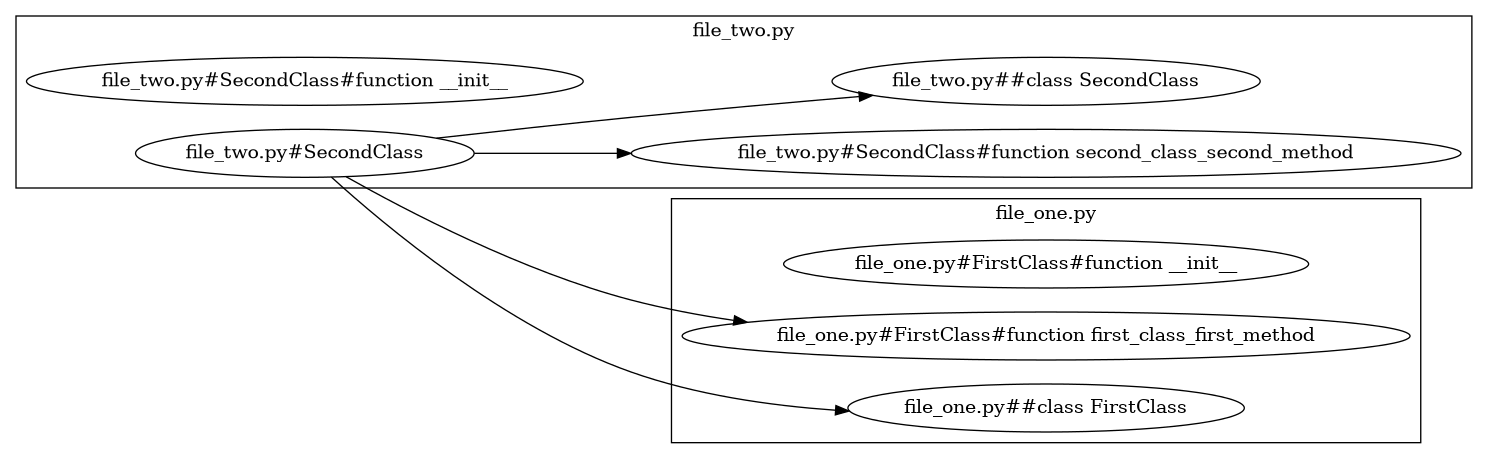 file_two.py
file_two.py#SecondClass#function __init__
file_two.py##class SecondClass
file_two.py#SecondClass
file_two.py#SecondClass#function second_class_second_method
file_one.py
file_one.py#FirstClass#function __init__
file_one.py#FirstClass#function first_class_first_method
file_one.py##class FirstClass